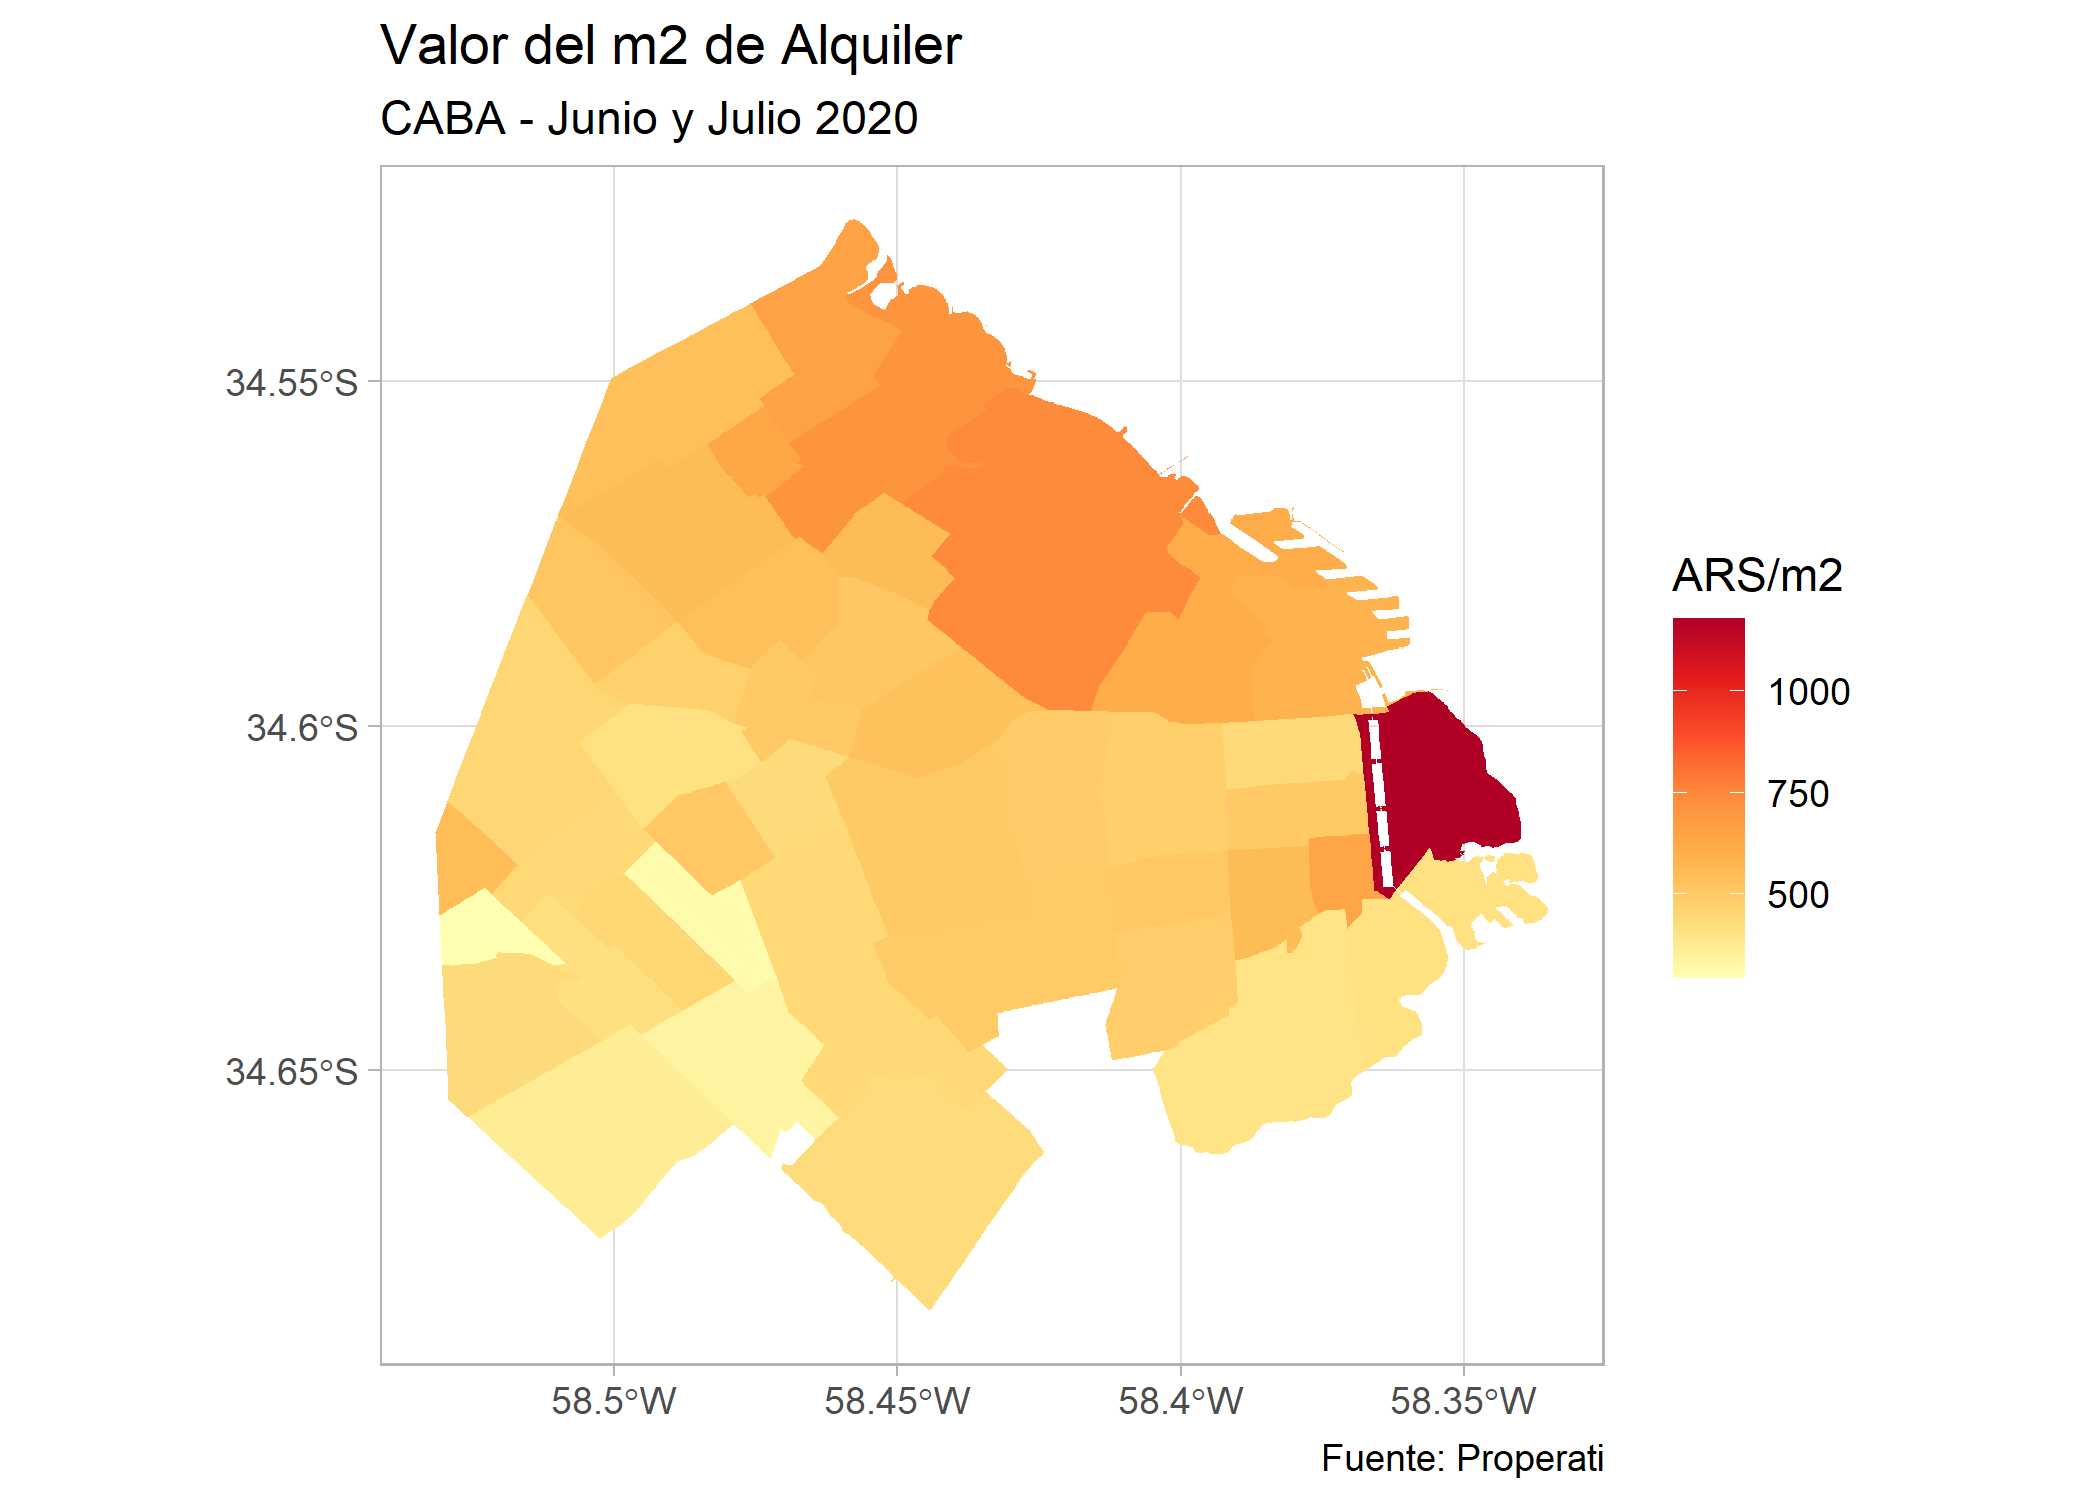 Valor del m2 de Alquiler
CABA - Junio y Julio 2020
34.55°S
34.6°S
34.65°S
58.5°W
58.45°W
58.4°W
58.35°W
ARS/m2
1000
750
500
Fuente: Properati